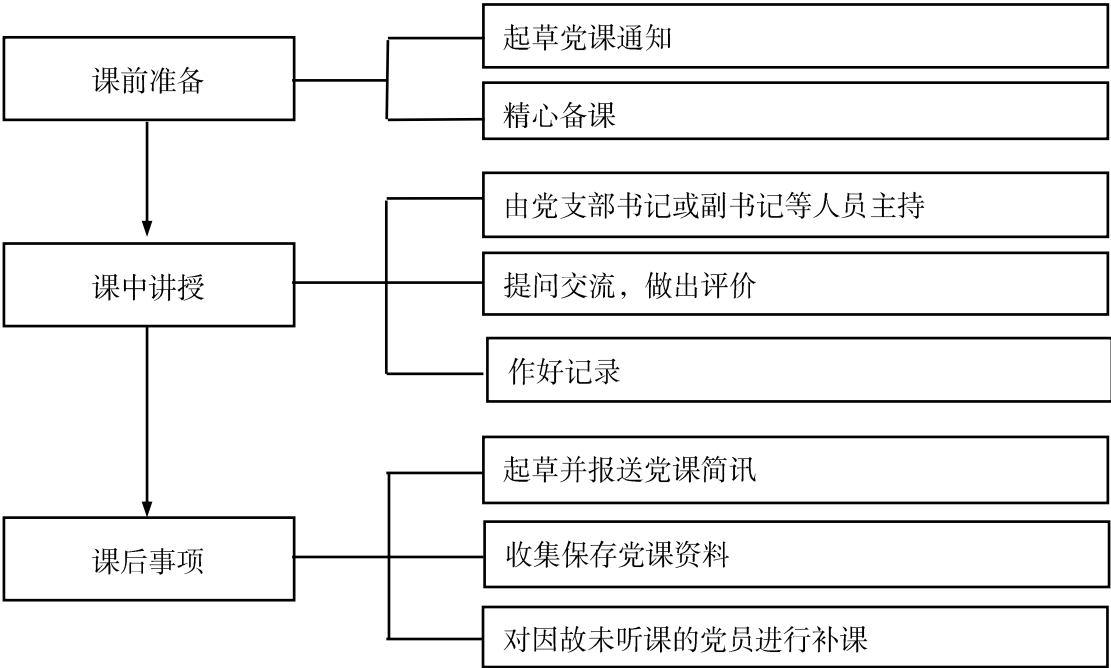 课前准备
起草党课通知
精心备课
课中讲授
由党支部书记或副书记等人员主持
提问交流，做出评价
作好记录
课后事项
起草并报送党课简讯
收集保存党课资料
对因故未听课的党员进行补课